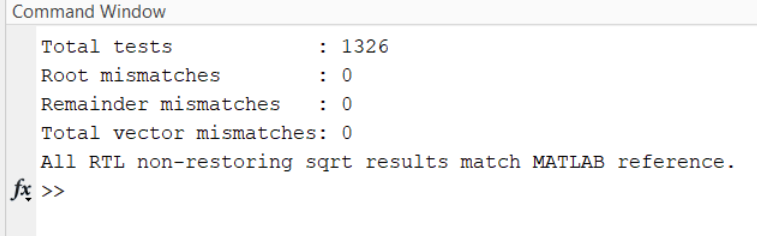 Command Window
Total tests            : 1326
Root mismatches        : 0
Remainder mismatches   : 0
Total vector mismatches: 0
All RTL non-restoring sqrt results match MATLAB reference.
fx >>